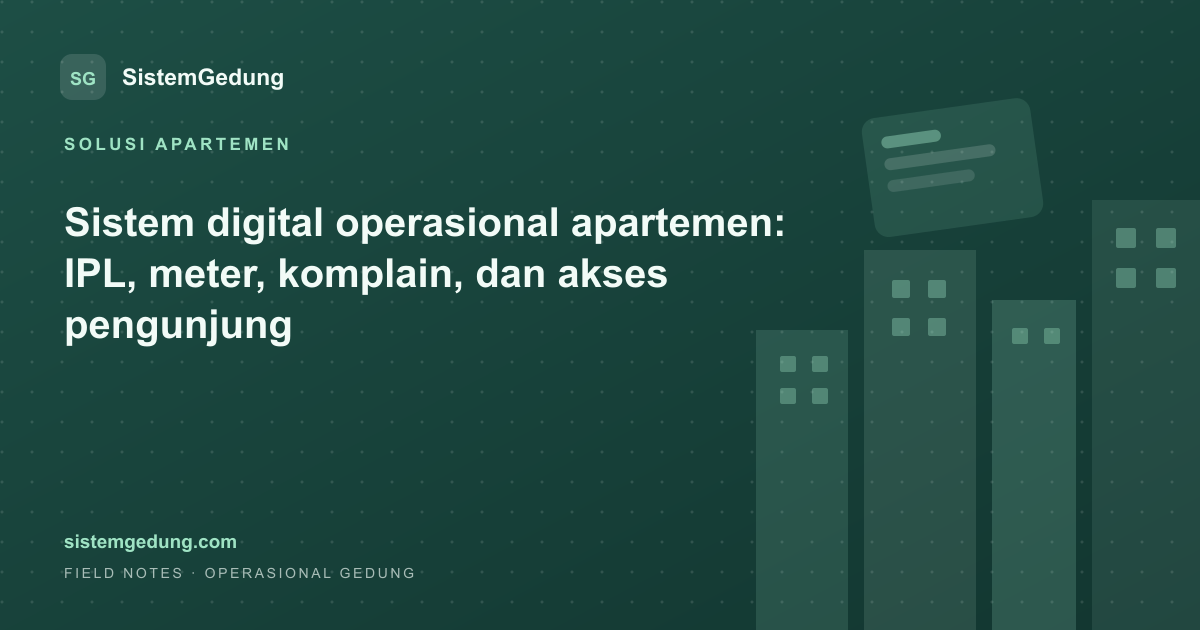 SG
SistemGedung
SOLUSI APARTEMEN
Sistem digital operasional apartemen:
IPL, meter, komplain, dan akses
pengunjung
sistemgedung.com
FIELD NOTES · OPERASIONAL GEDUNG